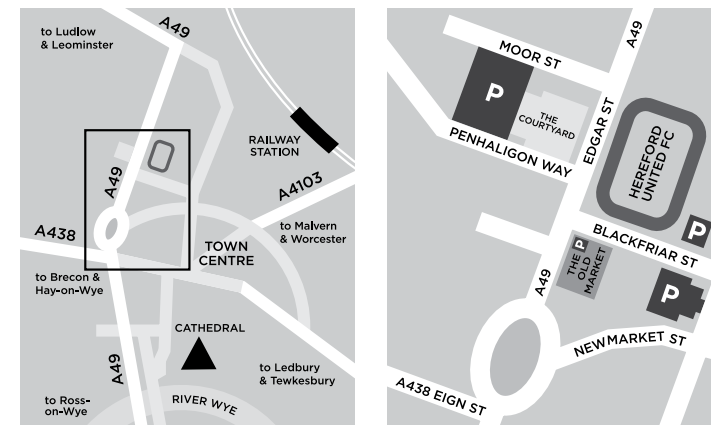 A49
to Ludlow
& Leominster
RAILWAY
STATION
A49
A4103
A438
to Malvern
& Worcester
TOWN
CENTRE
to Brecon &
Hay-on-Wye
CATHEDRAL
A49
to Ledbury
& Tewkesbury
to Ross-
on-Wye
RIVER WYE
A49
MOOR ST
P
THE
COURTYARD
EDGAR ST
HEREFORD
UNITED FC
PENHALIGON WAY
BLACKFRIAR ST
P
P
THE
OLD
MARKET
A49
P
NEWMARKET ST
A438 EIGN ST